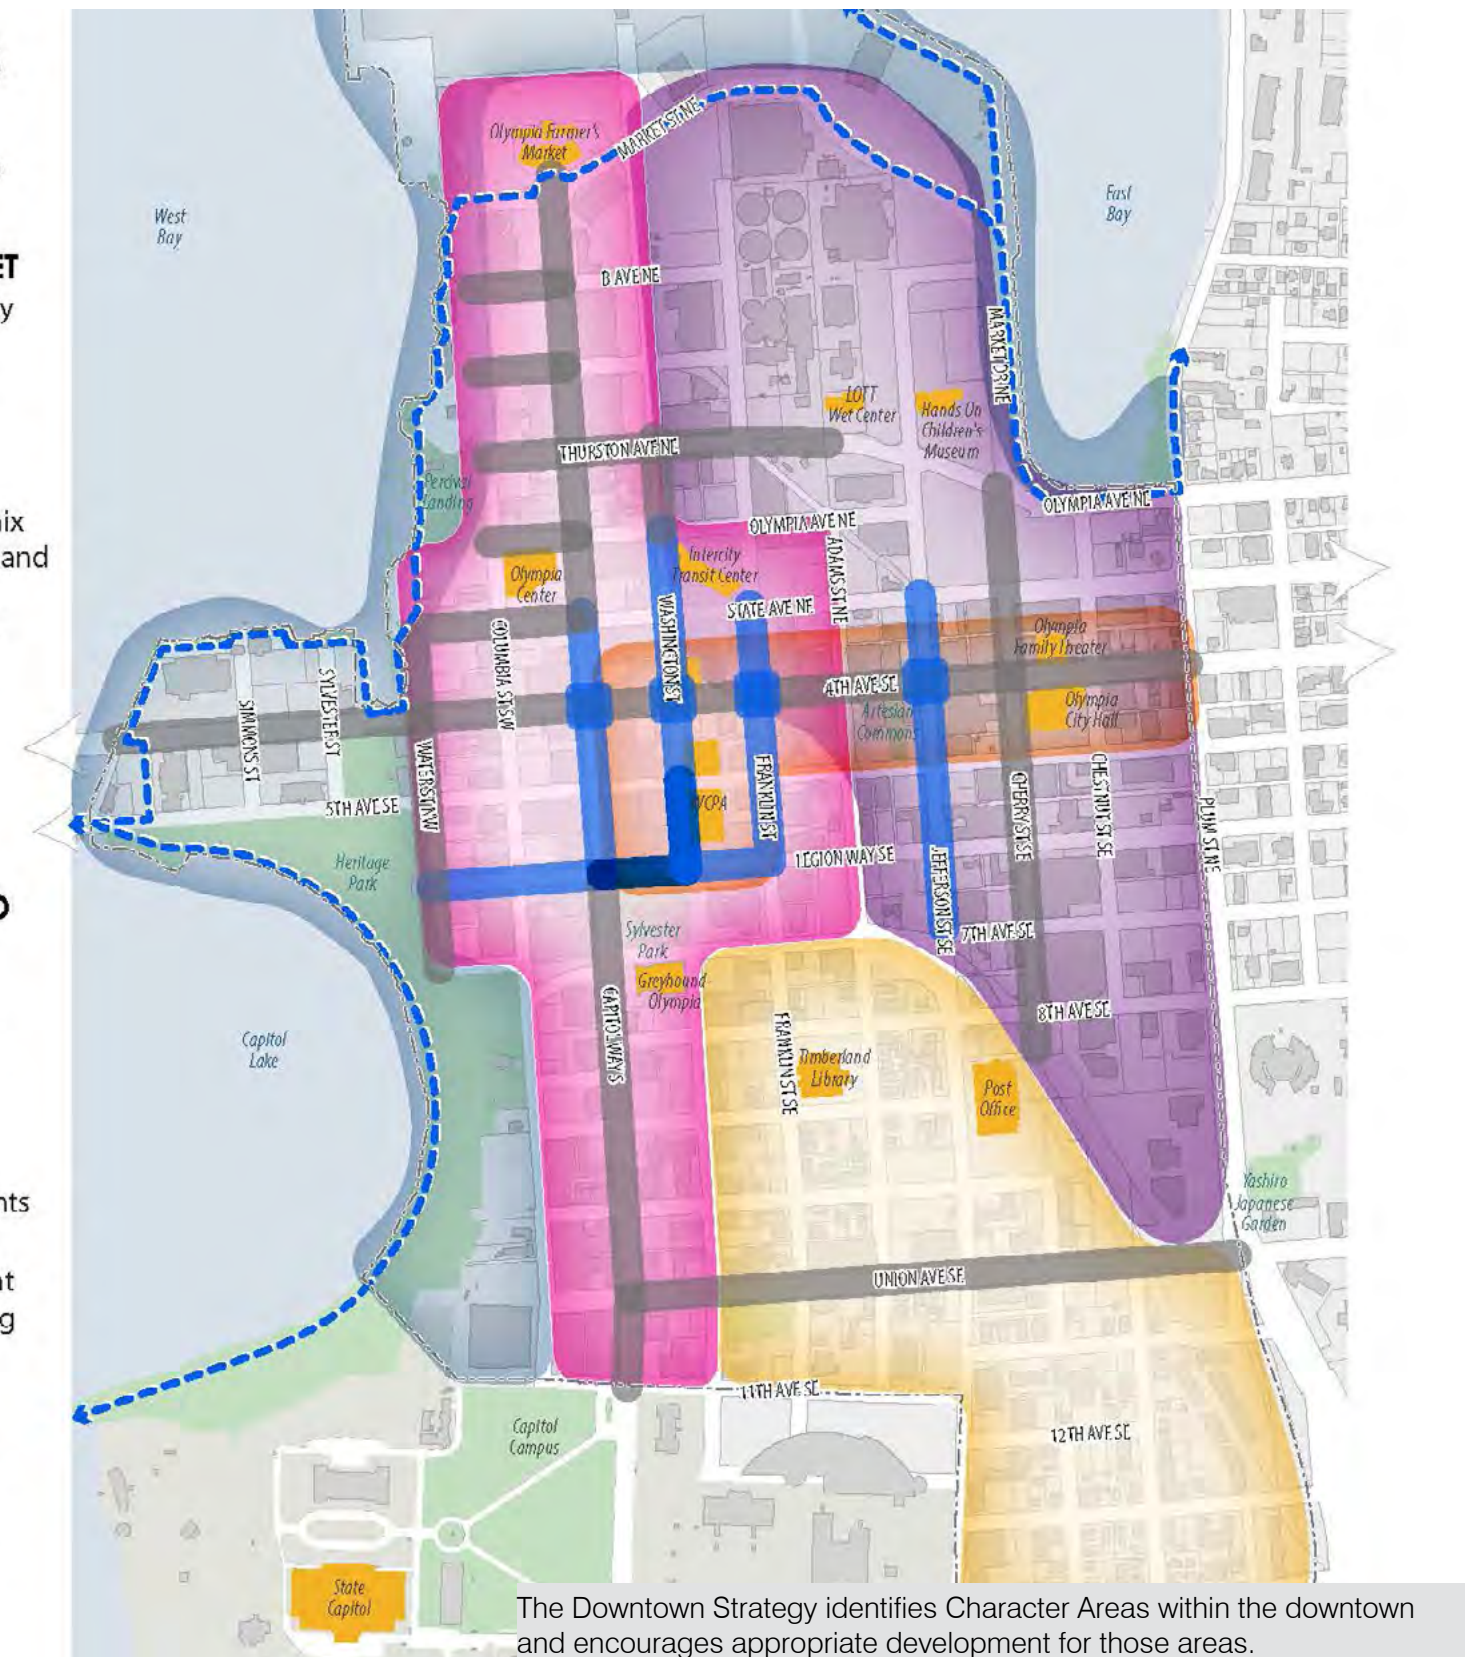 Olympia Farmer's
Market
MARKET ST NE
West
Bay
East
Bay
ET
y
B AVE NE
MARKET DR NE
LOTT
Wet Center
Hands On
Children's
Museum
THURSTON AVE NE
Percival
Landing
OLYMPIA AVE NE
OLYMPIA AVE NE
ix
and
Intercity
Transit Center
ADAMS ST NE
Olympia
Center
STATE AVE NE
WASHINGTON ST
COLUMBIA ST SW
Olympia
Family Theater
SYLVESTER ST
SIMMONS ST
4TH AVE SE
Artesian
Commons
Olympia
City Hall
WATER ST SW
FRANKLIN ST
CHERRY ST SE
CHESTNUT ST SE
PLUM ST NE
5TH AVE SE
WCPA
Heritage
Park
LEGION WAY SE
JEFFERSON ST SE
O
Sylvester
Park
7TH AVE SE
Greyhound
Olympia
CAPITOL WAY S
8TH AVE SE
FRANKLIN ST SE
Capitol
Lake
Timberland
Library
Post
Office
nts
Yashiro
Japanese
Garden
nt
g
UNION AVE SE
11TH AVE SE
Capitol
Campus
12TH AVE SE
State
Capitol
The Downtown Strategy identifies Character Areas within the downtown
and encourages appropriate development for those areas.